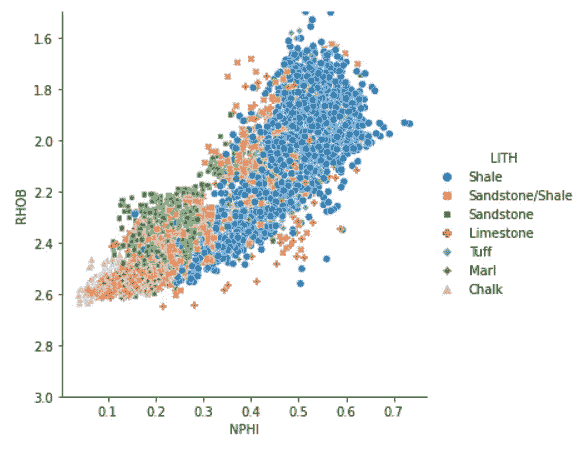 1.6
1.8
2.0
2.2
2.4
2.6
2.8
3.0
RHOB
0.1 0.2 0.3 0.4 0.5 0.6 0.7
NPHI
LITH
Shale
Sandstone/Shale
Sandstone
Limestone
Tuff
Marl
Chalk